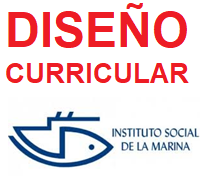 DISEÑO
CURRICULAR
INSTITUTO SOCIAL
DE LA MARINA